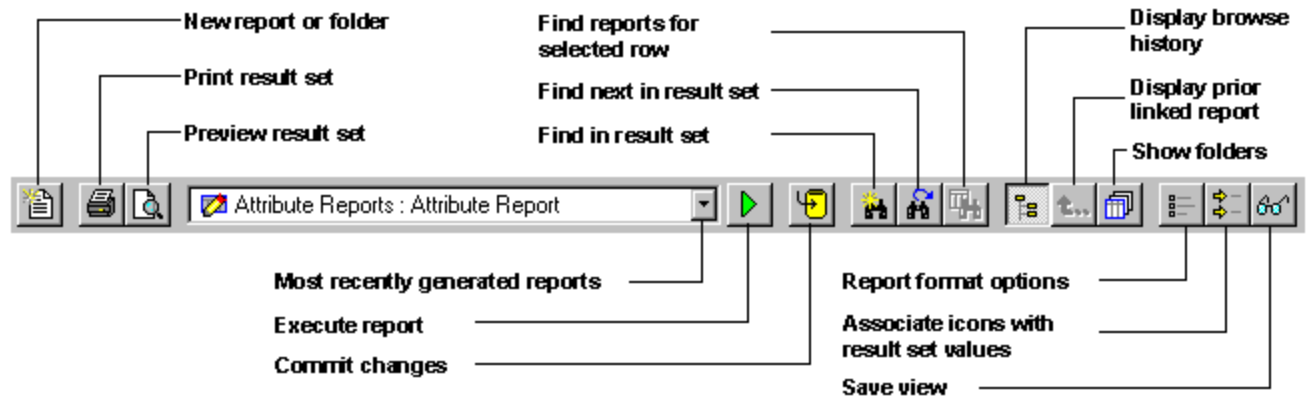 New report or folder
Print result set
Preview result set
Find reports for
selected row
Find next in result set
Find in result set
Display browse
history
Display prior
linked report
Show folders
Attribute Reports : Attribute Report
Most recently generated reports
Execute report
Commit changes
Report format options
Associate icons with
result set values
Save view